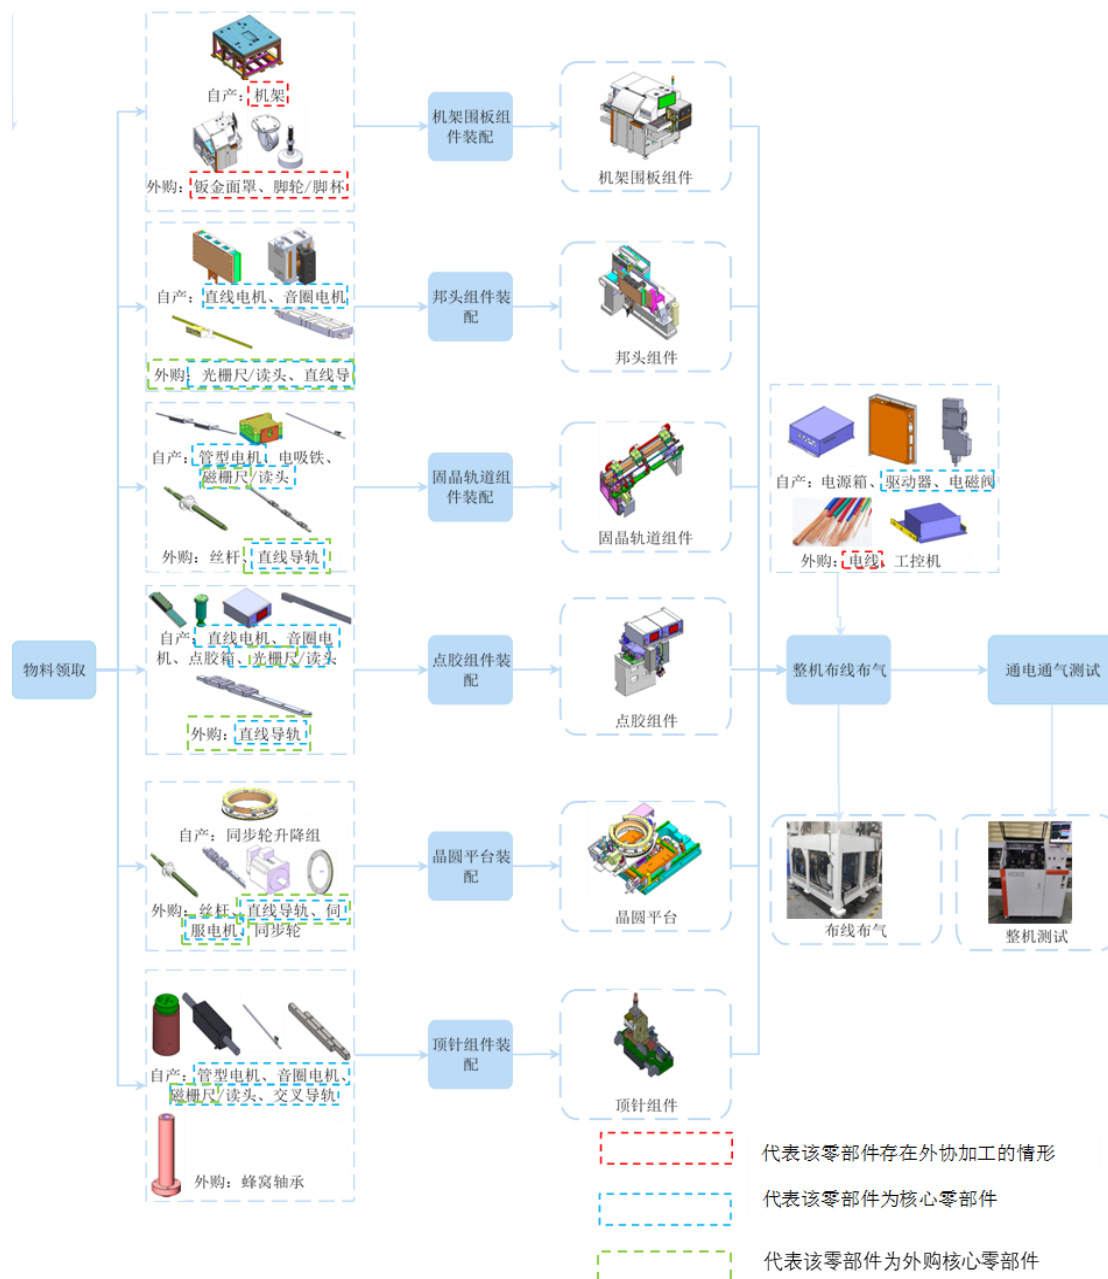 物料领取
自产：机架
外购：钣金面罩、脚轮/脚杯
机架围板组
件装配
机架围板组件
自产：直线电机、音圈电机
外购：光栅尺/读头、直线导
邦头组件装
配
邦头组件
自产：管型电机、电吸铁、
磁栅尺/读头
外购：丝杆、直线导轨
固晶轨道组
件装配
固晶轨道组件
自产：直线电机、音圈电
机、点胶箱、光栅尺/读头
外购：直线导轨
点胶组件装
配
点胶组件
自产：同步轮升降组
外购：丝杆、直线导轨、伺
服电机、同步轮
晶圆平台装
配
晶圆平台
自产：管型电机、音圈电机、
磁栅尺/读头、交叉导轨
外购：蜂窝轴承
顶针组件装
配
顶针组件
自产：电源箱、驱动器、电磁阀
外购：电线、工控机
整机布线布气
通电通气测试
布线布气
整机测试
代表该零部件存在外协加工的情形
代表该零部件为核心零部件
代表该零部件为外购核心零部件